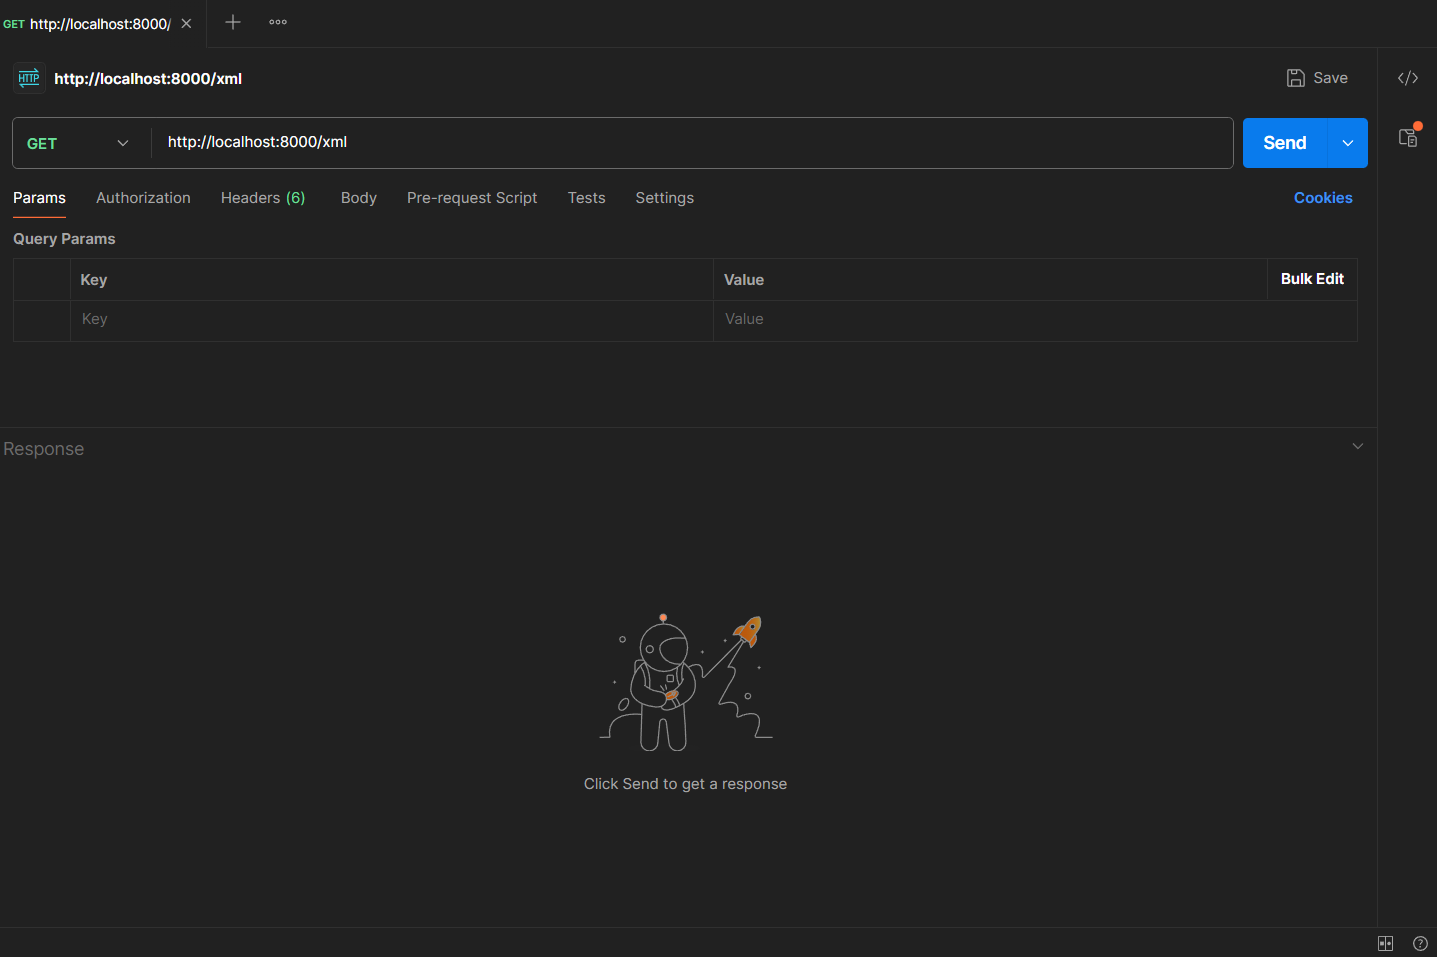 GET http://localhost:8000/
HTTP http://localhost:8000/xml
Save
GET http://localhost:8000/xml
Send
Params Authorization Headers (6) Body Pre-request Script Tests Settings Cookies
Query Params
Key Value Bulk Edit
Key Value
Response
Click Send to get a response